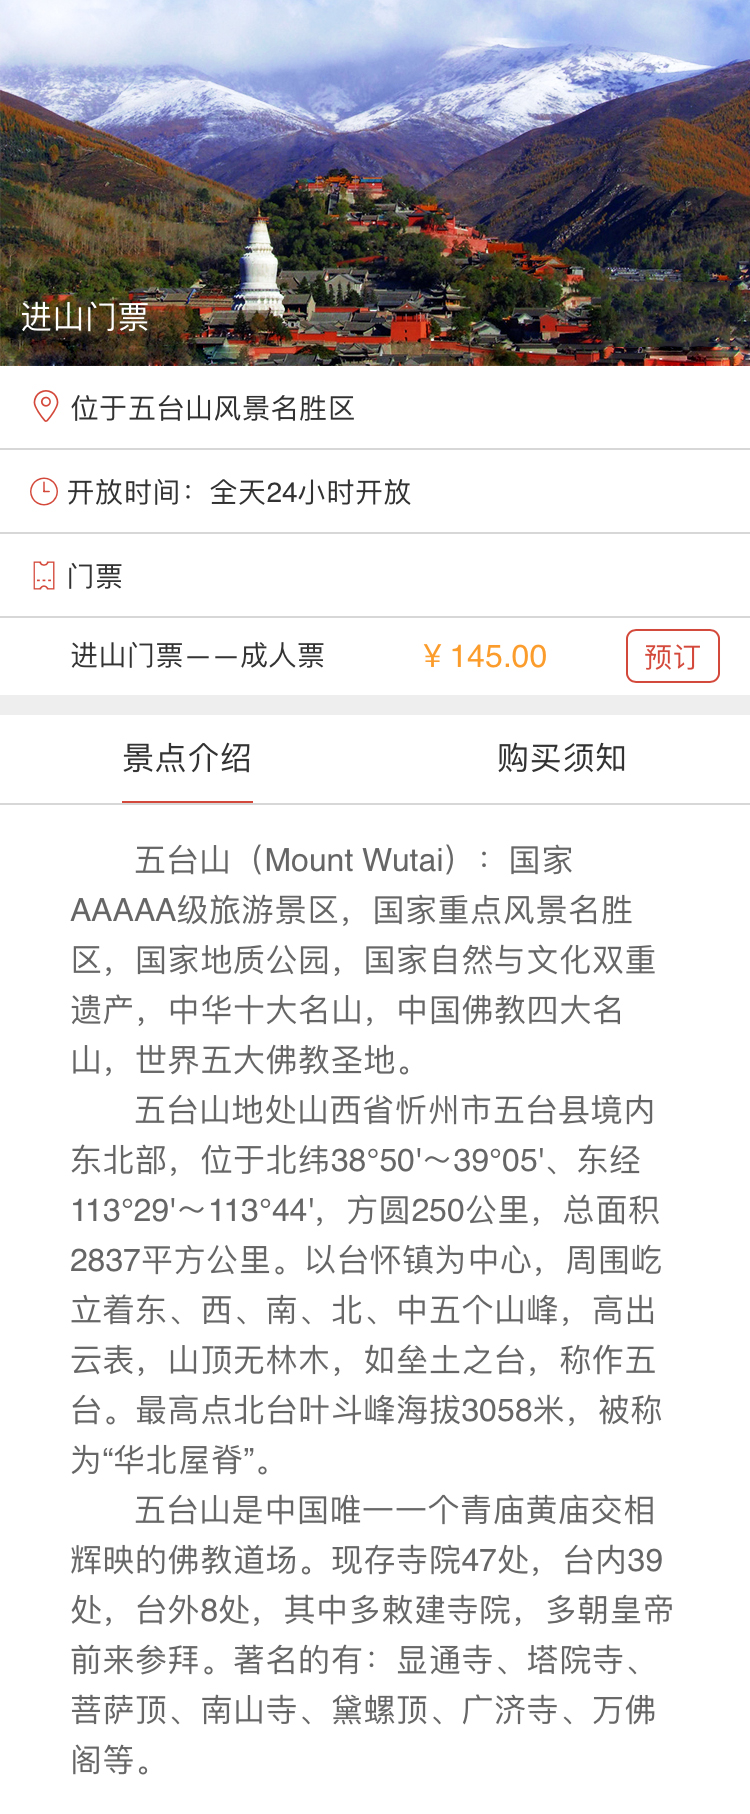 进山门票
位于五台山风景名胜区
开放时间：全天24小时开放
门票
进山门票——成人票 ¥ 145.00 预订
景点介绍 购买须知
五台山（Mount Wutai）：国家
AAAAA级旅游景区，国家重点风景名胜
区，国家地质公园，国家自然与文化双重
遗产，中华十大名山，中国佛教四大名
山，世界五大佛教圣地。
五台山地处山西省忻州市五台县境内
东北部，位于北纬38°50'～39°05'、东经
113°29'～113°44'，方圆250公里，总面积
2837平方公里。以台怀镇为中心，周围屹
立着东、西、南、北、中五个山峰，高出
云表，山顶无林木，如垒土之台，称作五
台。最高点北台叶斗峰海拔3058米，被称
为“华北屋脊”。
五台山是中国唯一一个青庙黄庙交相
辉映的佛教道场。现存寺院47处，台内39
处，台外8处，其中多敕建寺院，多朝皇帝
前来参拜。著名的有：显通寺、塔院寺、
菩萨顶、南山寺、黛螺顶、广济寺、万佛
阁等。